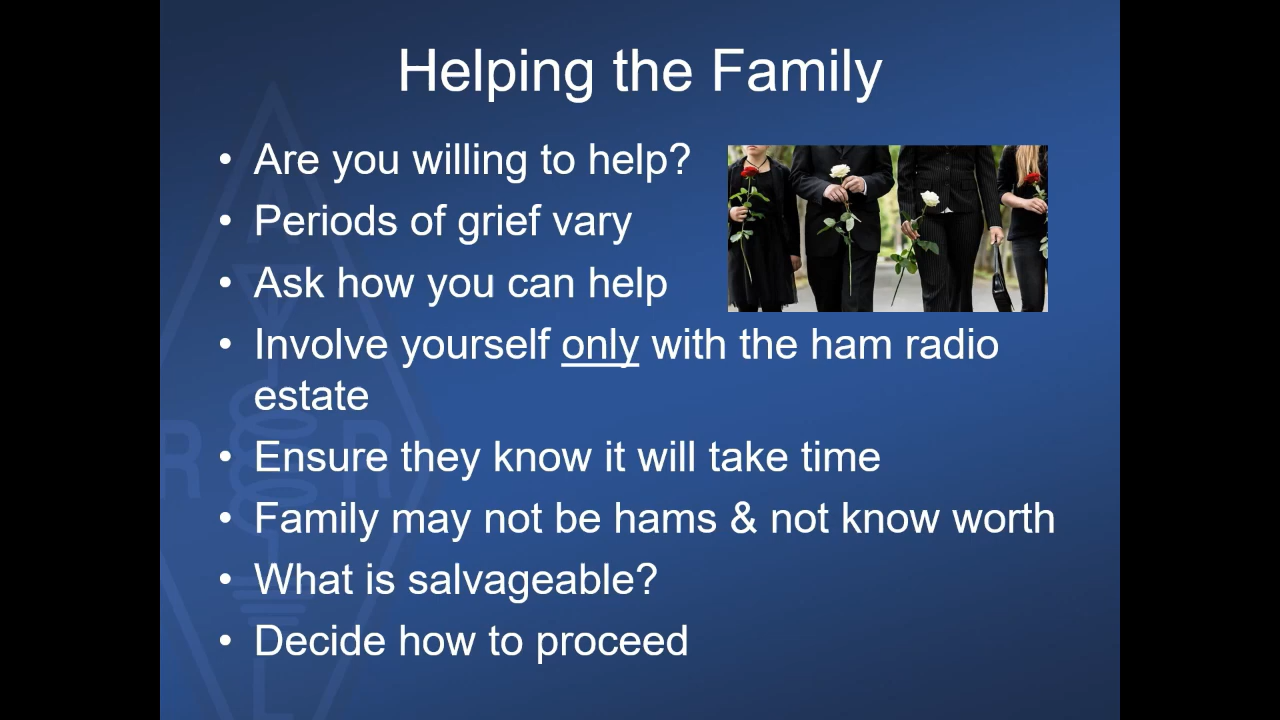 Helping the Family
• Are you willing to help?
• Periods of grief vary
• Ask how you can help
• Involve yourself only with the ham radio
estate
• Ensure they know it will take time
• Family may not be hams & not know worth
• What is salvageable?
• Decide how to proceed
A
R R
L